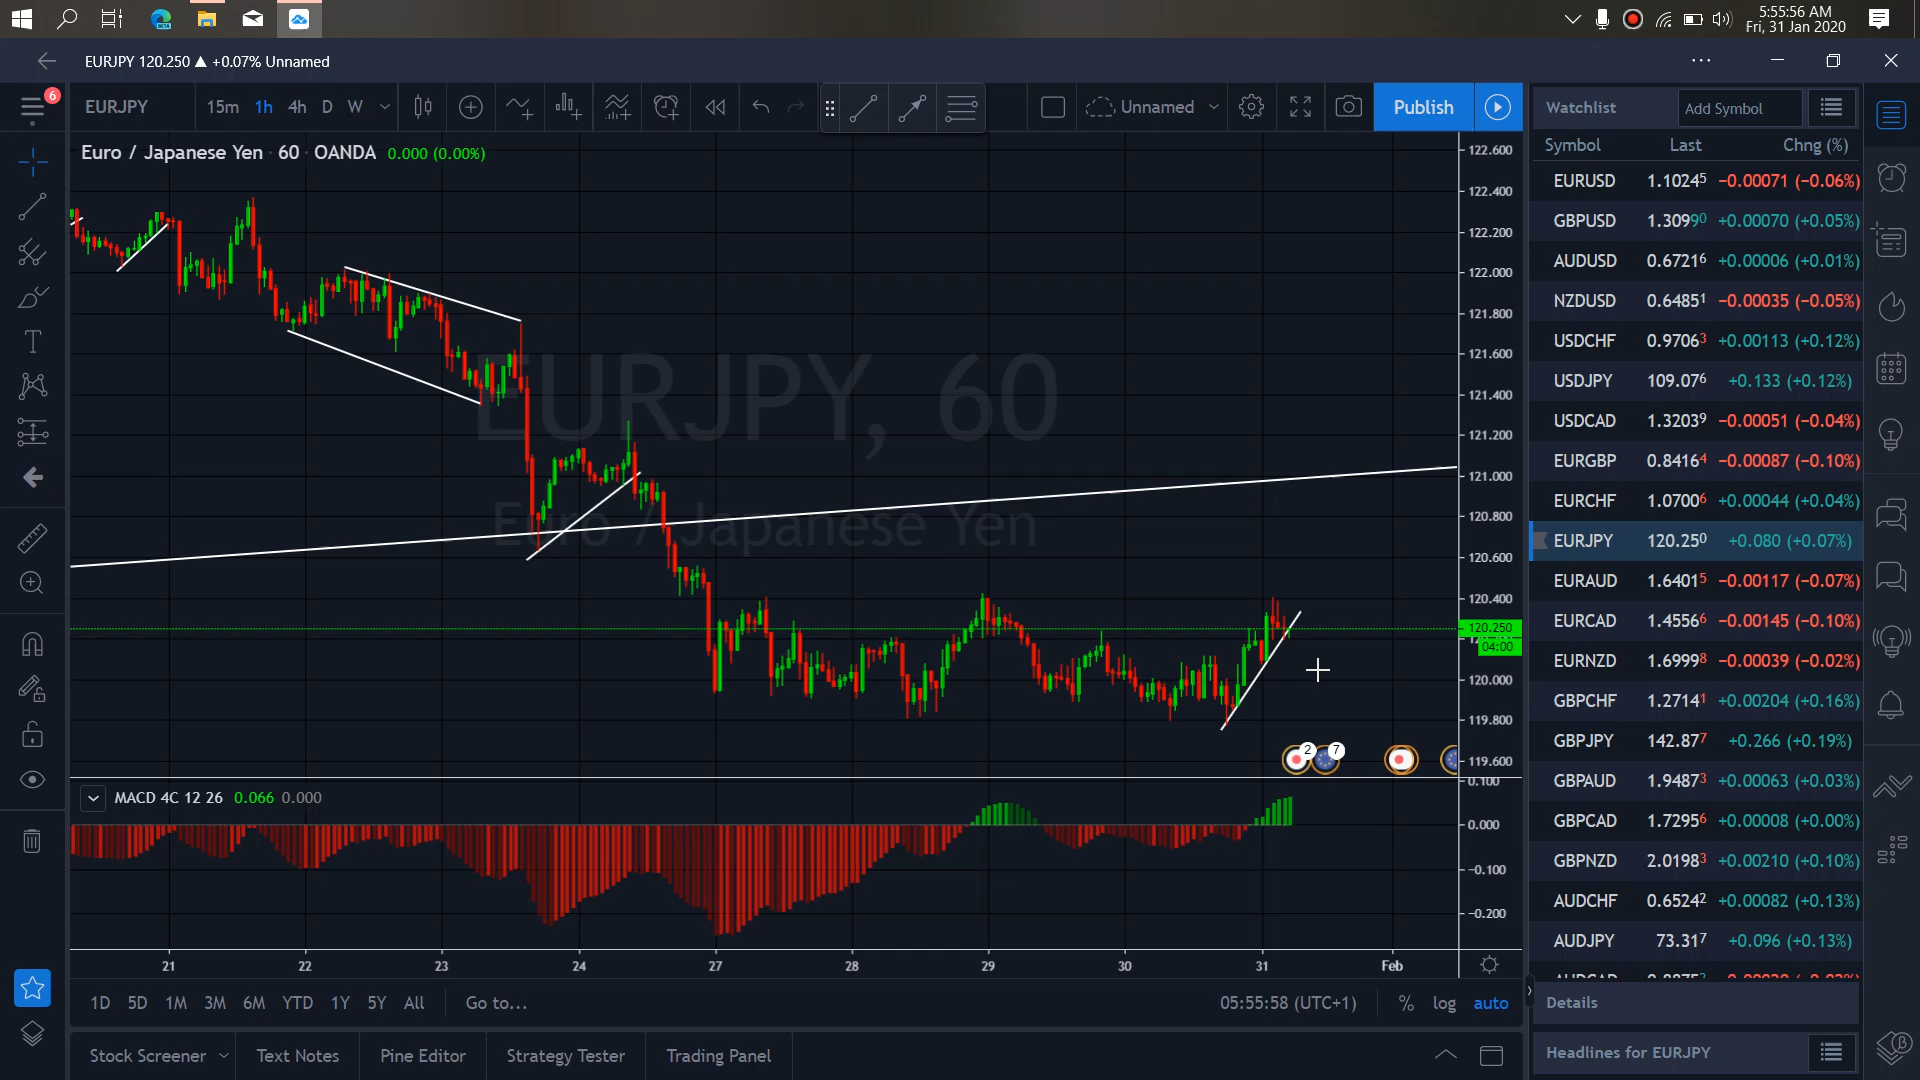 5:55:56 AM
Fri, 31 Jan 2020
EURJPY 120.250 ▲ +0.07% Unnamed
6
EURJPY 15m 1h 4h D W Unnamed Publish
Watchlist Add Symbol
Euro / Japanese Yen · 60 · OANDA 0.000 (0.00%)
Symbol Last Chng (%)
EURUSD 1.10245 −0.00071 (−0.06%)
GBPUSD 1.30990 +0.00070 (+0.05%)
AUDUSD 0.67216 +0.00006 (+0.01%)
NZDUSD 0.64851 −0.00035 (−0.05%)
USDCHF 0.97063 +0.00113 (+0.12%)
USDJPY 109.076 +0.133 (+0.12%)
USDCAD 1.32039 −0.00051 (−0.04%)
EURGBP 0.84164 −0.00087 (−0.10%)
EURCHF 1.07006 +0.00044 (+0.04%)
EURJPY 120.250 +0.080 (+0.07%)
EURAUD 1.64015 −0.00117 (−0.07%)
EURCAD 1.45566 −0.00145 (−0.10%)
EURNZD 1.69998 −0.00039 (−0.02%)
GBPCHF 1.27141 +0.00204 (+0.16%)
GBPJPY 142.877 +0.266 (+0.19%)
GBPAUD 1.94873 +0.00063 (+0.03%)
GBPCAD 1.72956 +0.00008 (+0.00%)
GBPNZD 2.01983 +0.00210 (+0.10%)
AUDCHF 0.65242 +0.00082 (+0.13%)
AUDJPY 73.317 +0.096 (+0.13%)
Details
Headlines for EURJPY
EURJPY, 60
Euro / Japanese Yen
122.600
122.400
122.200
122.000
121.800
121.600
121.400
121.200
121.000
120.800
120.600
120.400
120.250
04:00
120.000
119.800
119.600
2 7
MACD 4C 12 26 0.066 0.000
0.100
0.000
−0.100
−0.200
21 22 23 24 27 28 29 30 31 Feb
1D 5D 1M 3M 6M YTD 1Y 5Y All Go to...
05:55:58 (UTC+1) % log auto
Stock Screener Text Notes Pine Editor Strategy Tester Trading Panel